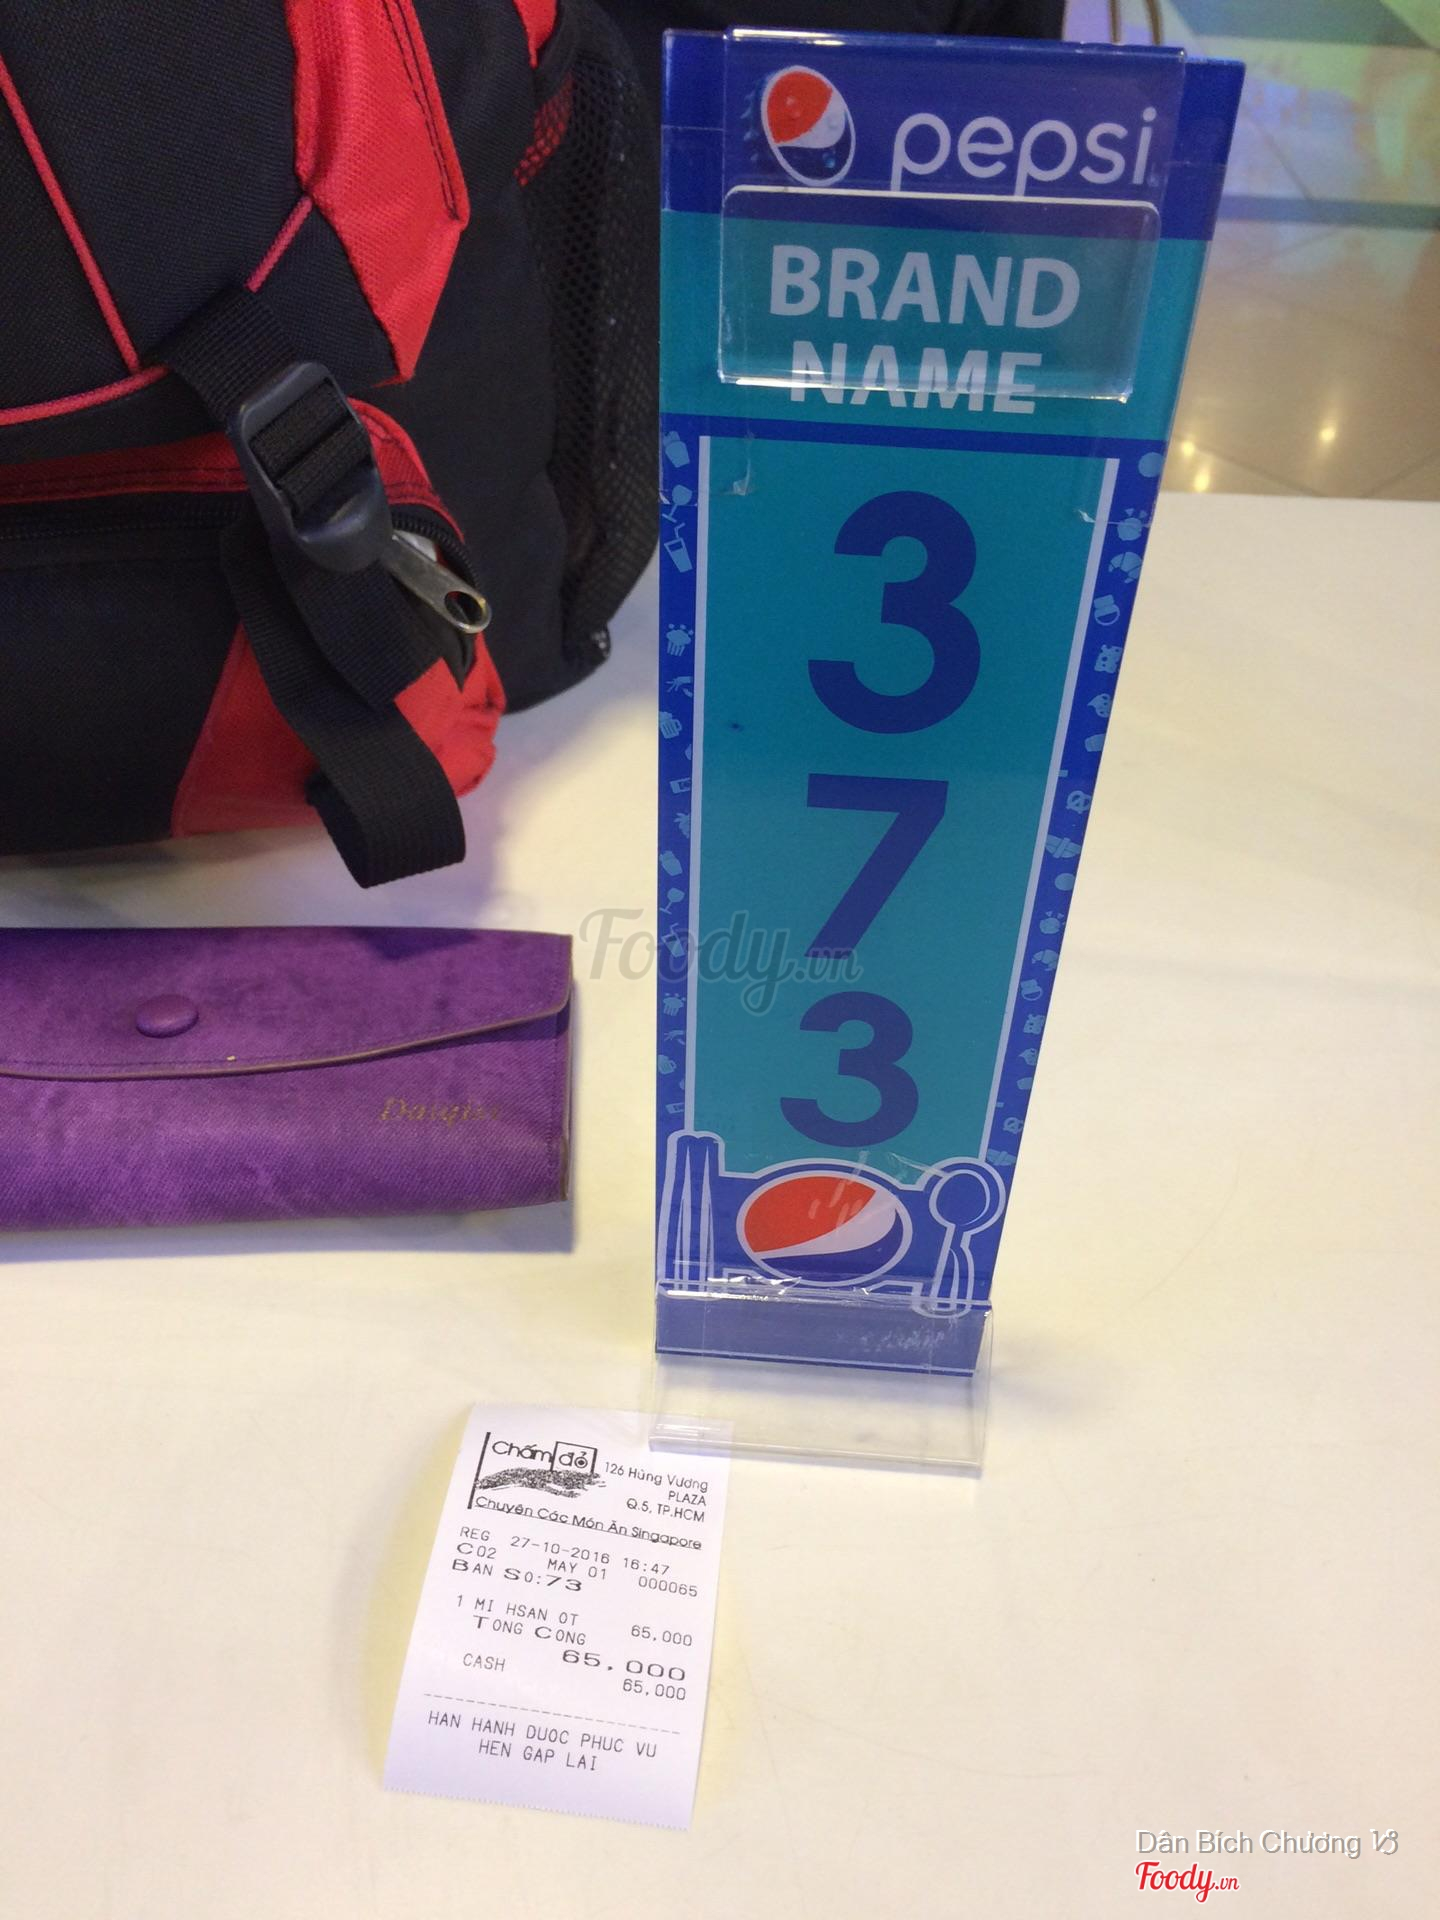 pepsi
BRAND
NAME
3
7
3
Foody.vn
Chấm đỏ
126 Hùng Vương
PLAZA
Q.5, TP.HCM
Chuyên Các Món Ăn Singapore
REG 27-10-2016 16:47
C02 MAY 01 000065
BAN SO:73
1 MI HSAN OT 65,000
TONG CONG
65,000
CASH 65,000
HAN HANH DUOC PHUC VU
HEN GAP LAI
Dân Bích Chương
Foody.vn